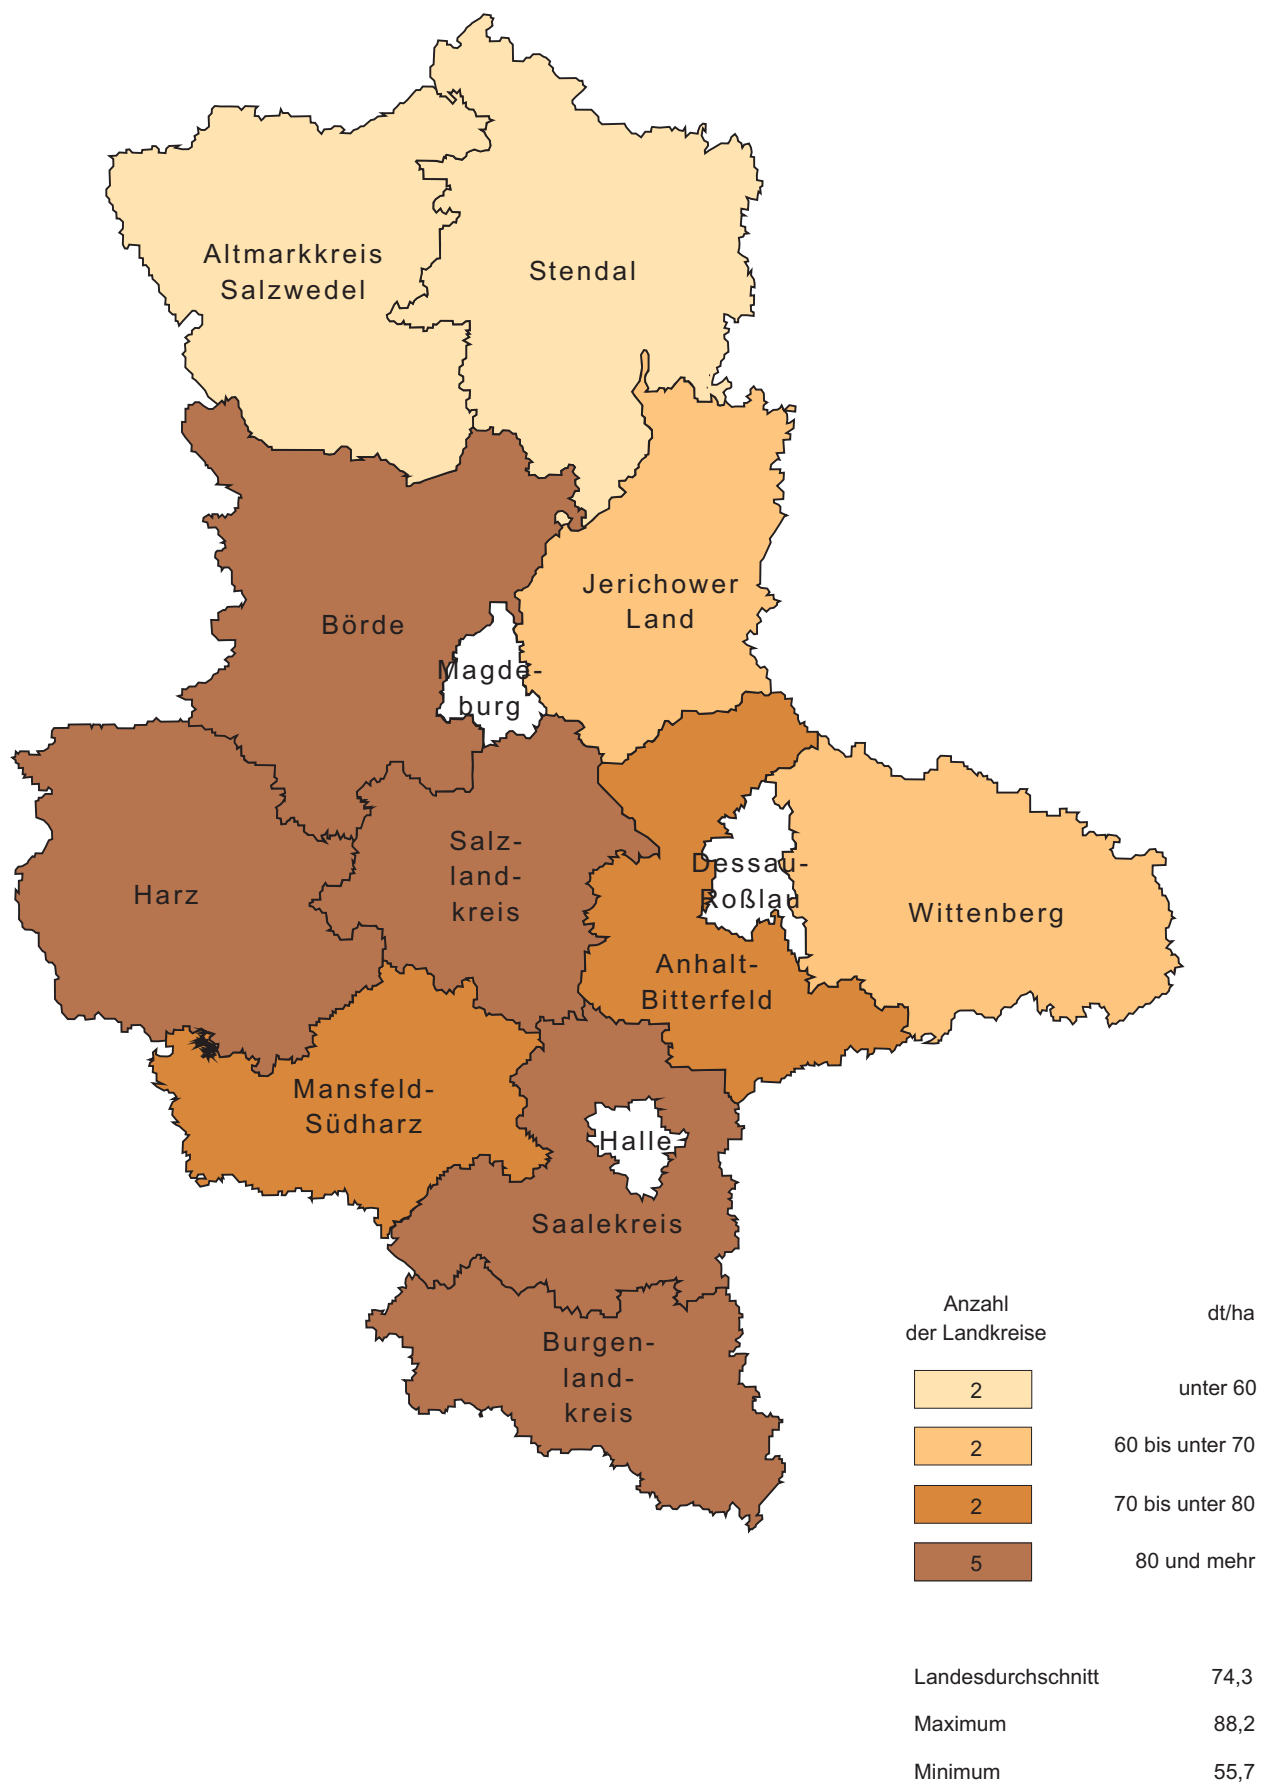 Altmarkkreis
Salzwedel
Stendal
Jerichower
Land
Börde
Magde-
burg
Salz-
land-
kreis
Harz
Dessau-
Roßlau
Wittenberg
Anhalt-
Bitterfeld
Mansfeld-
Südharz
Halle
Saalekreis
Burgen-
land-
kreis
Anzahl
der Landkreise
dt/ha
2 unter 60
2 60 bis unter 70
2 70 bis unter 80
5 80 und mehr
Landesdurchschnitt 74,3
Maximum 88,2
Minimum 55,7